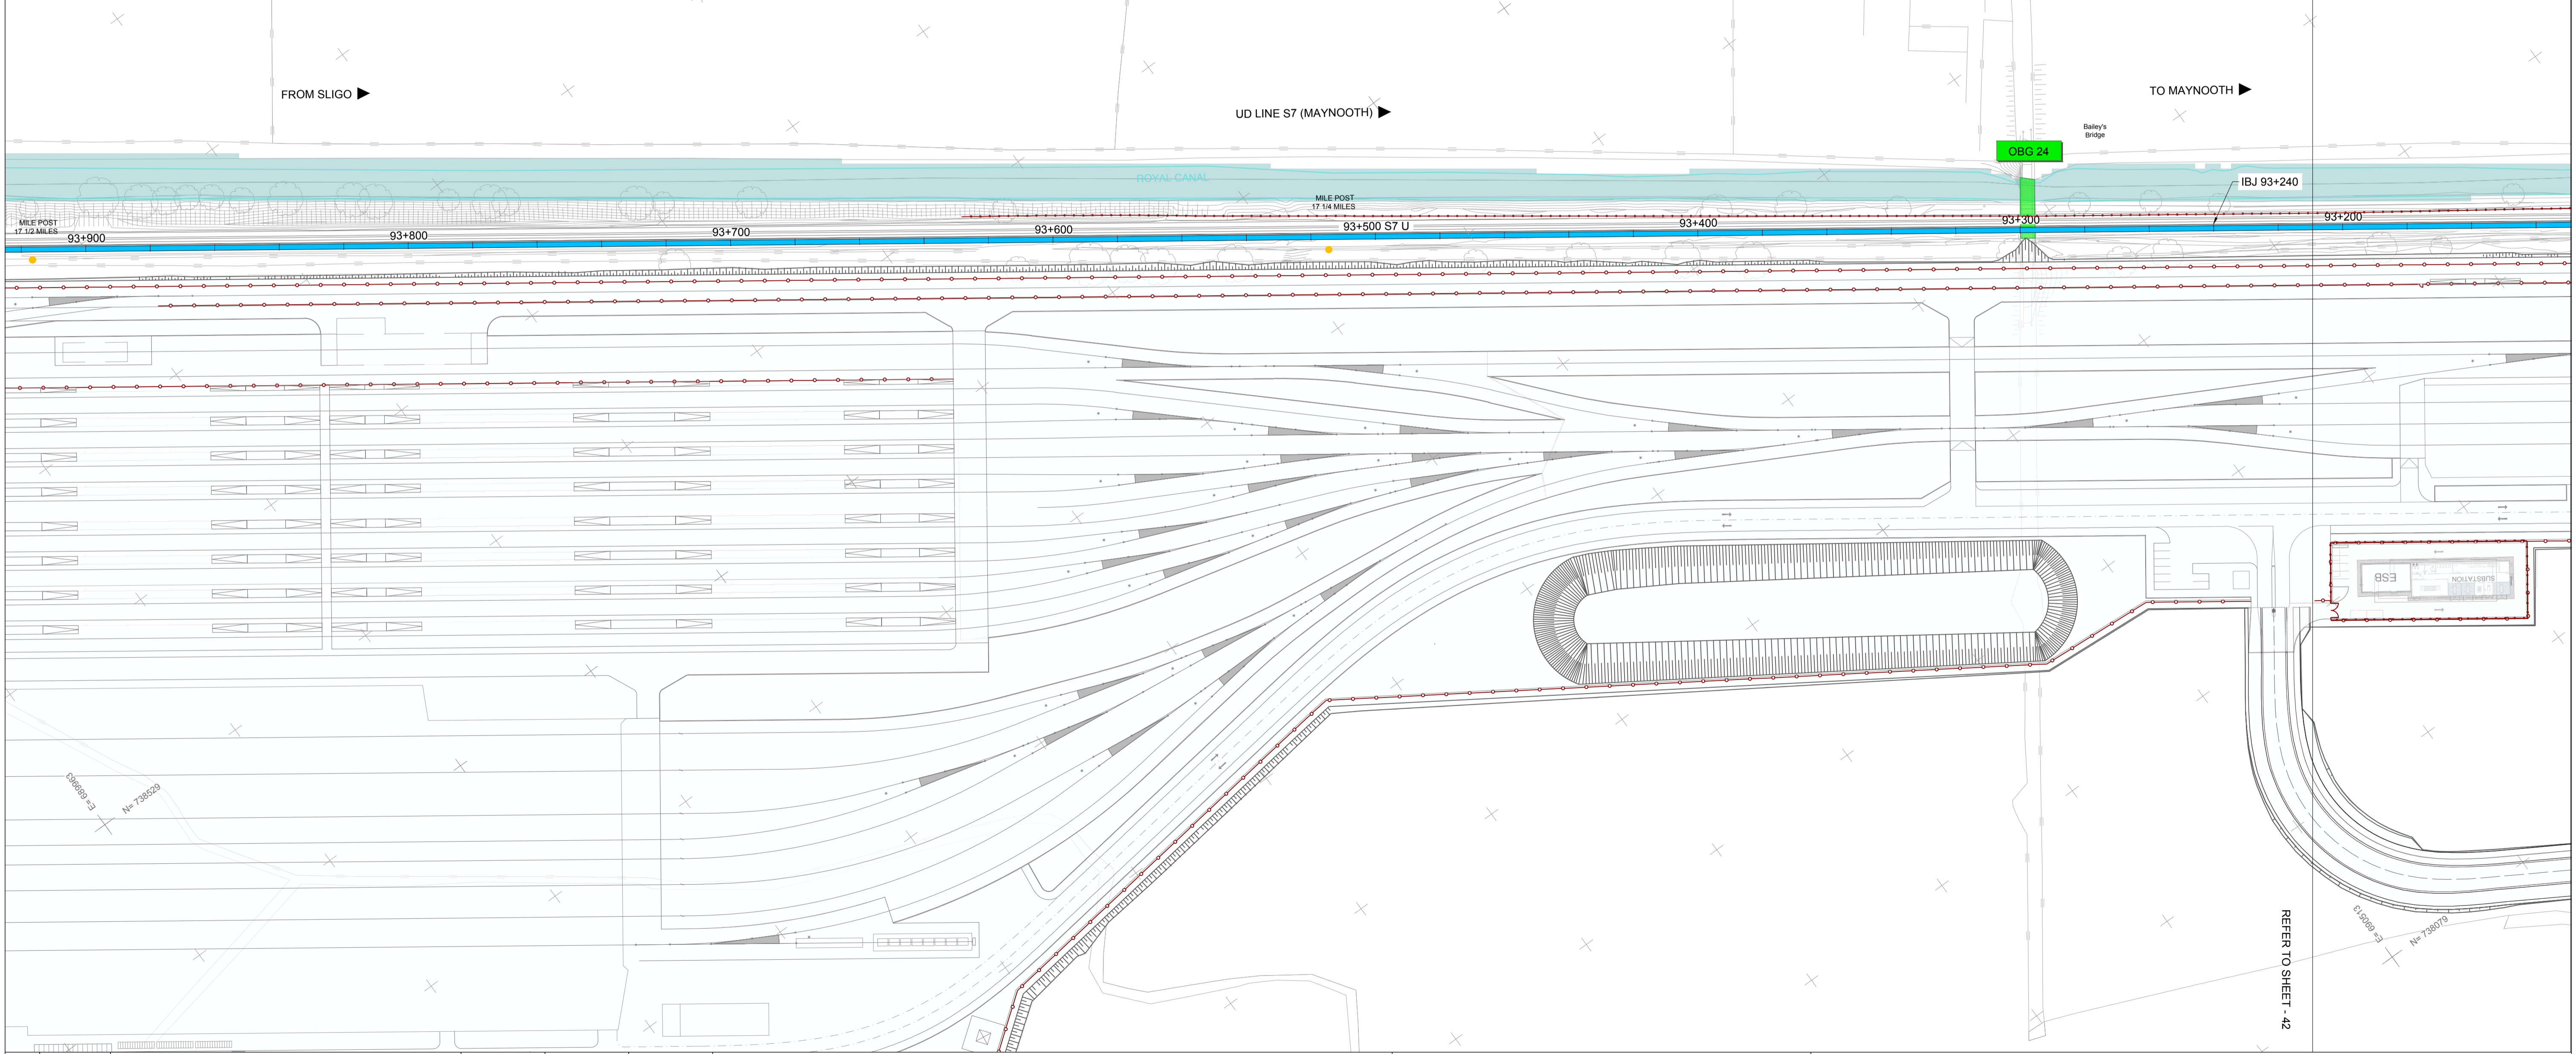 FROM SLIGO
UD LINE S7 (MAYNOOTH)
TO MAYNOOTH
Bailey's
Bridge
OBG 24
ROYAL CANAL
IBJ 93+240
MILE POST
17 1/2 MILES
MILE POST
17 1/4 MILES
93+900
93+800
93+700
93+600
93+500 S7 U
93+400
93+300
93+200
ESB
SUBSTATION
E= 689963
N= 738529
REFER TO SHEET - 42
E= 690513
N= 738079